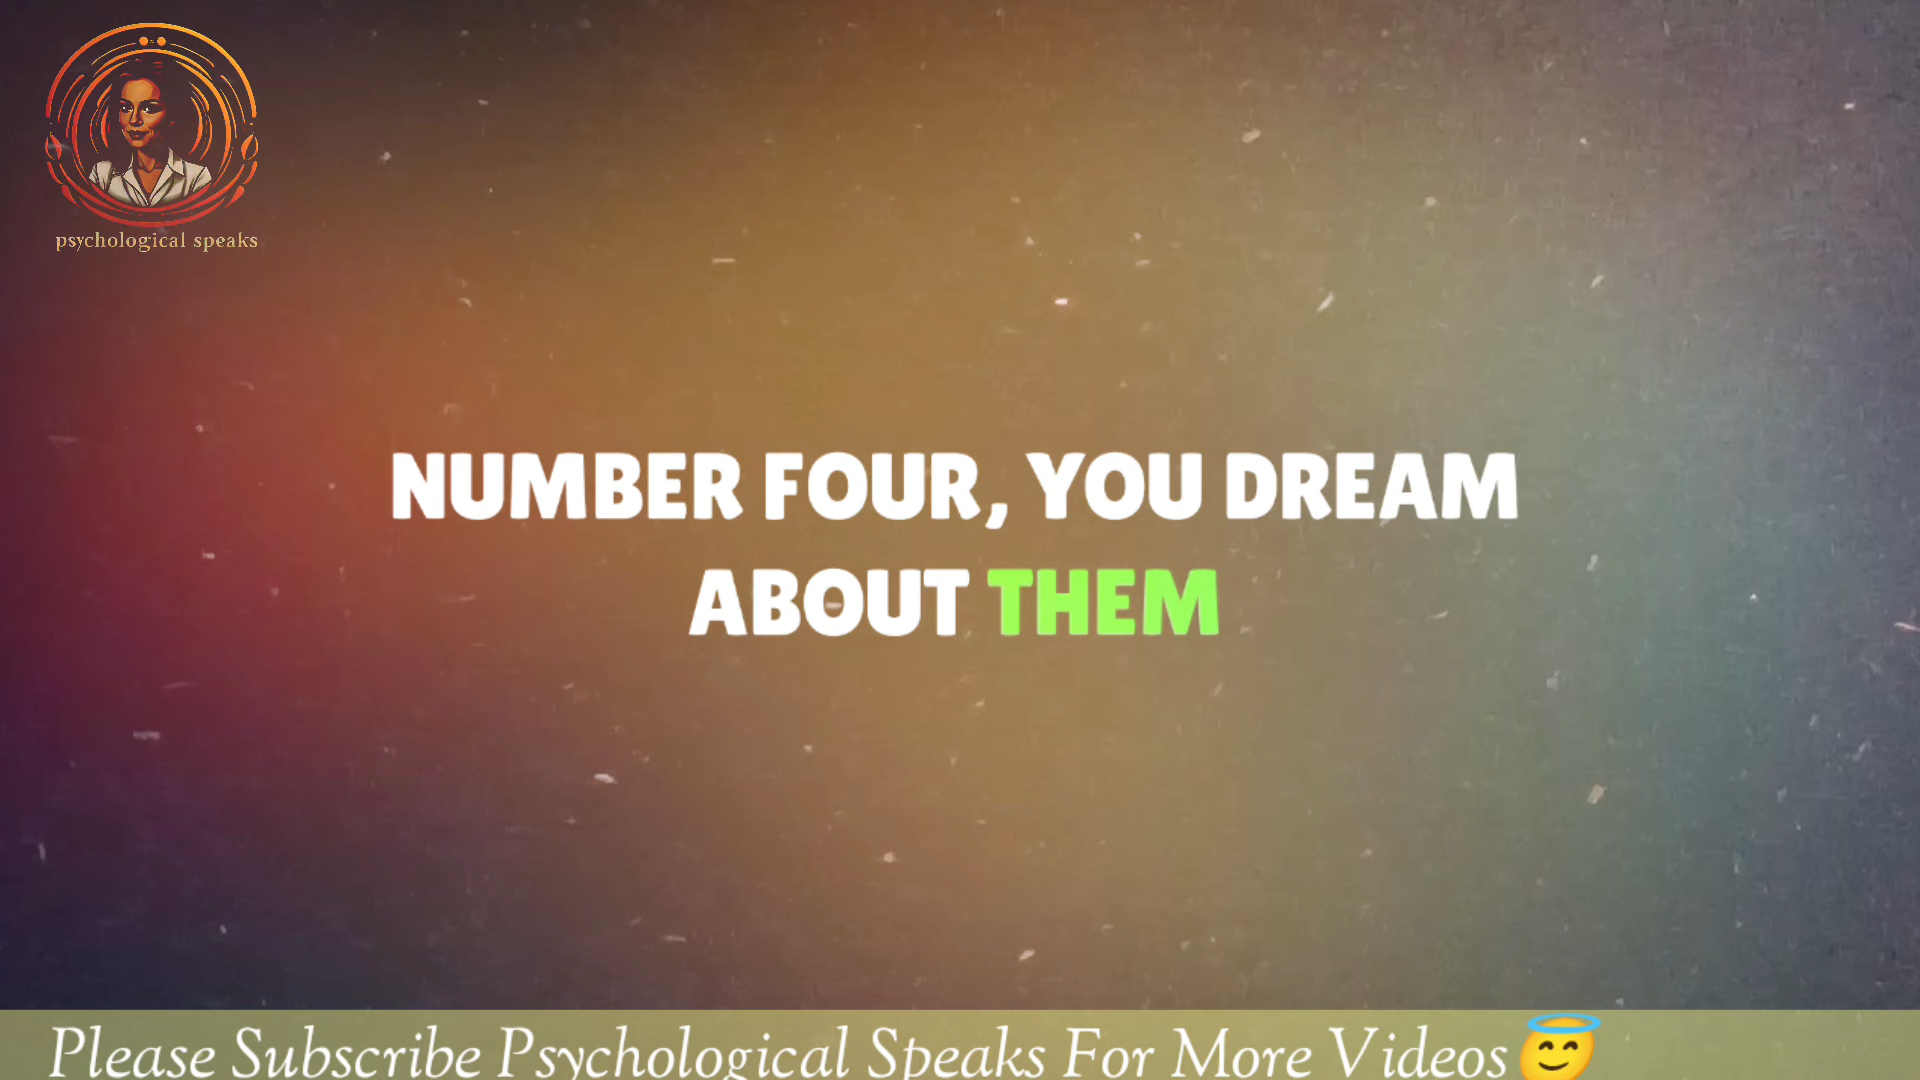 psychological speaks
NUMBER FOUR, YOU DREAM
ABOUT THEM
Please Subscribe Psychological Speaks For More Videos😇